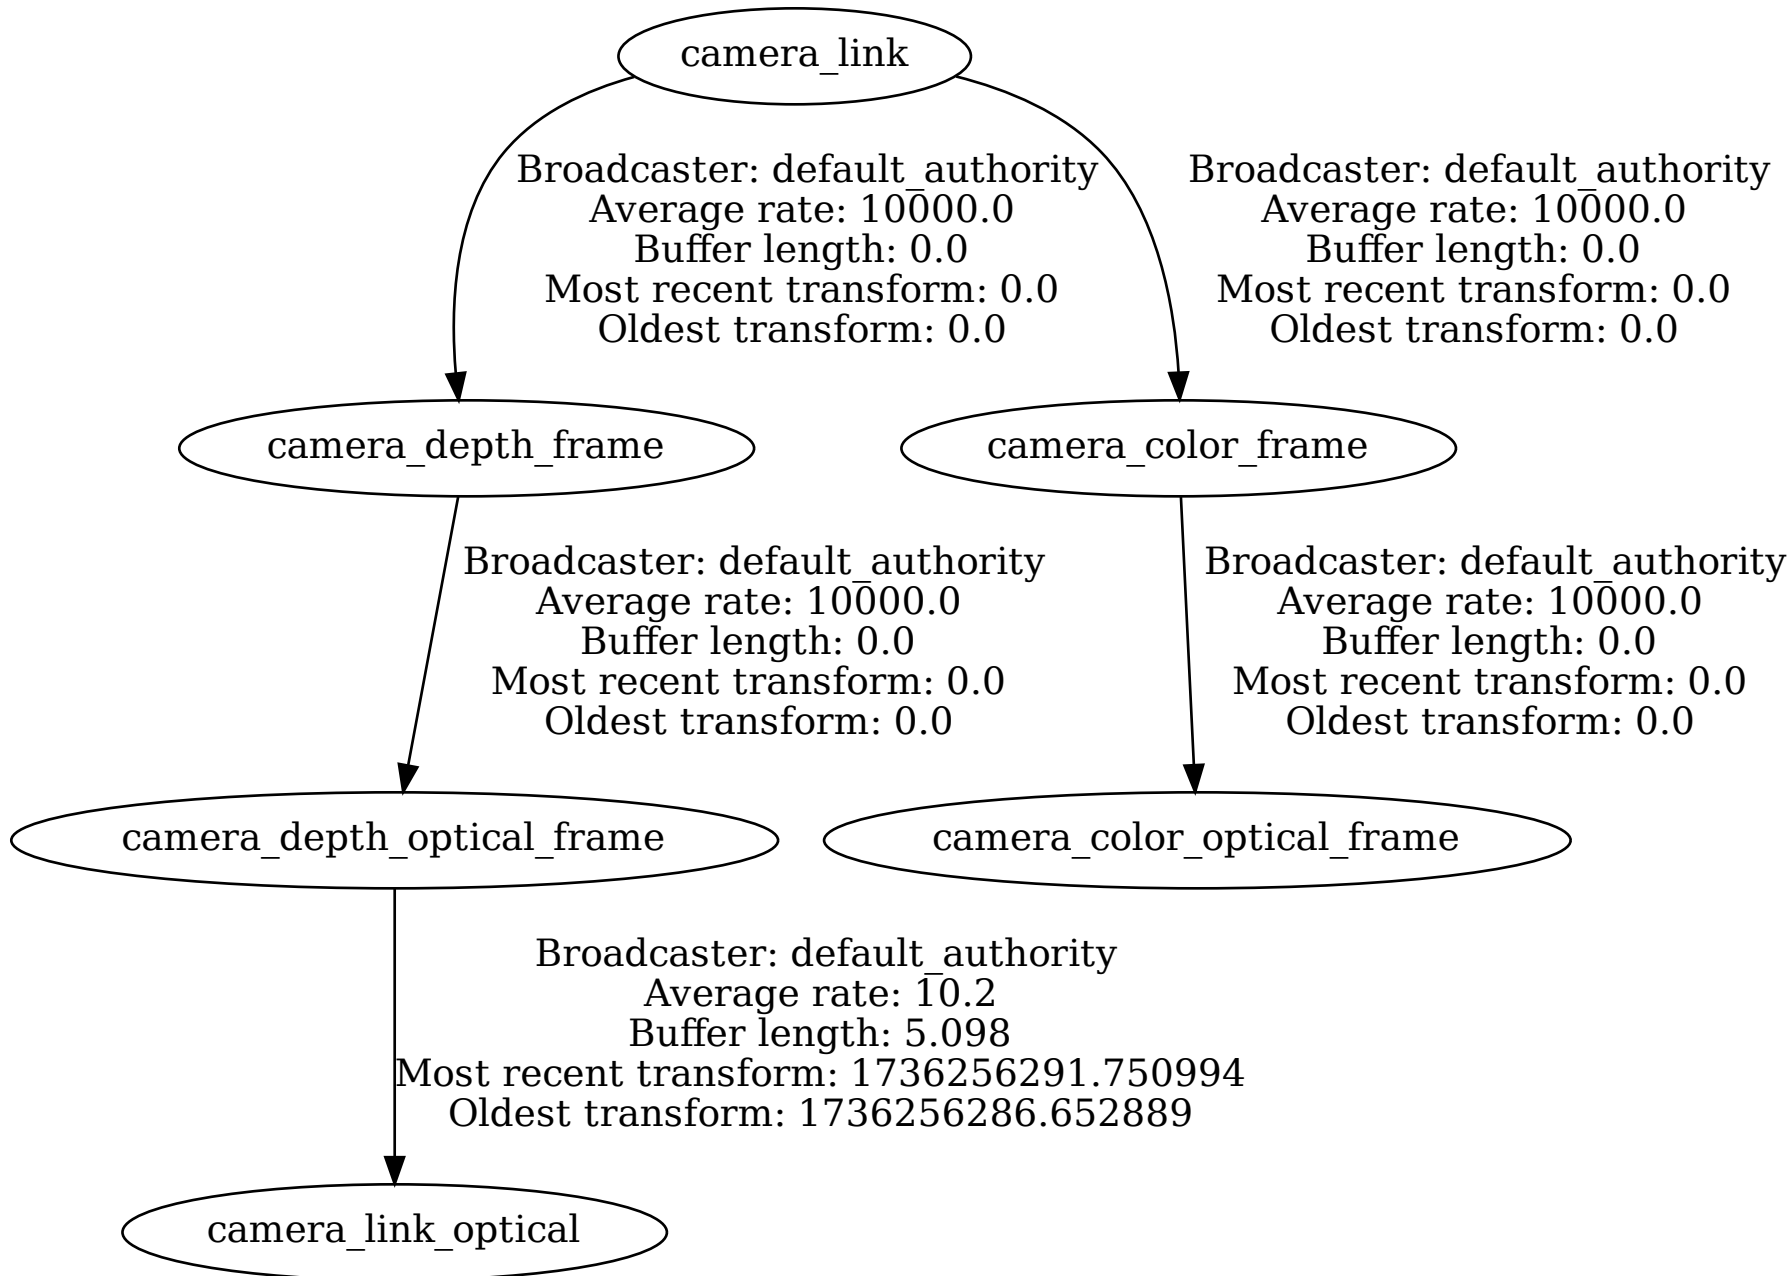 camera_link
Broadcaster: default_authority
Average rate: 10000.0
Buffer length: 0.0
Most recent transform: 0.0
Oldest transform: 0.0
Broadcaster: default_authority
Average rate: 10000.0
Buffer length: 0.0
Most recent transform: 0.0
Oldest transform: 0.0
camera_depth_frame
camera_color_frame
Broadcaster: default_authority
Average rate: 10000.0
Buffer length: 0.0
Most recent transform: 0.0
Oldest transform: 0.0
Broadcaster: default_authority
Average rate: 10000.0
Buffer length: 0.0
Most recent transform: 0.0
Oldest transform: 0.0
camera_depth_optical_frame
camera_color_optical_frame
Broadcaster: default_authority
Average rate: 10.2
Buffer length: 5.098
Most recent transform: 1736256291.750994
Oldest transform: 1736256286.652889
camera_link_optical